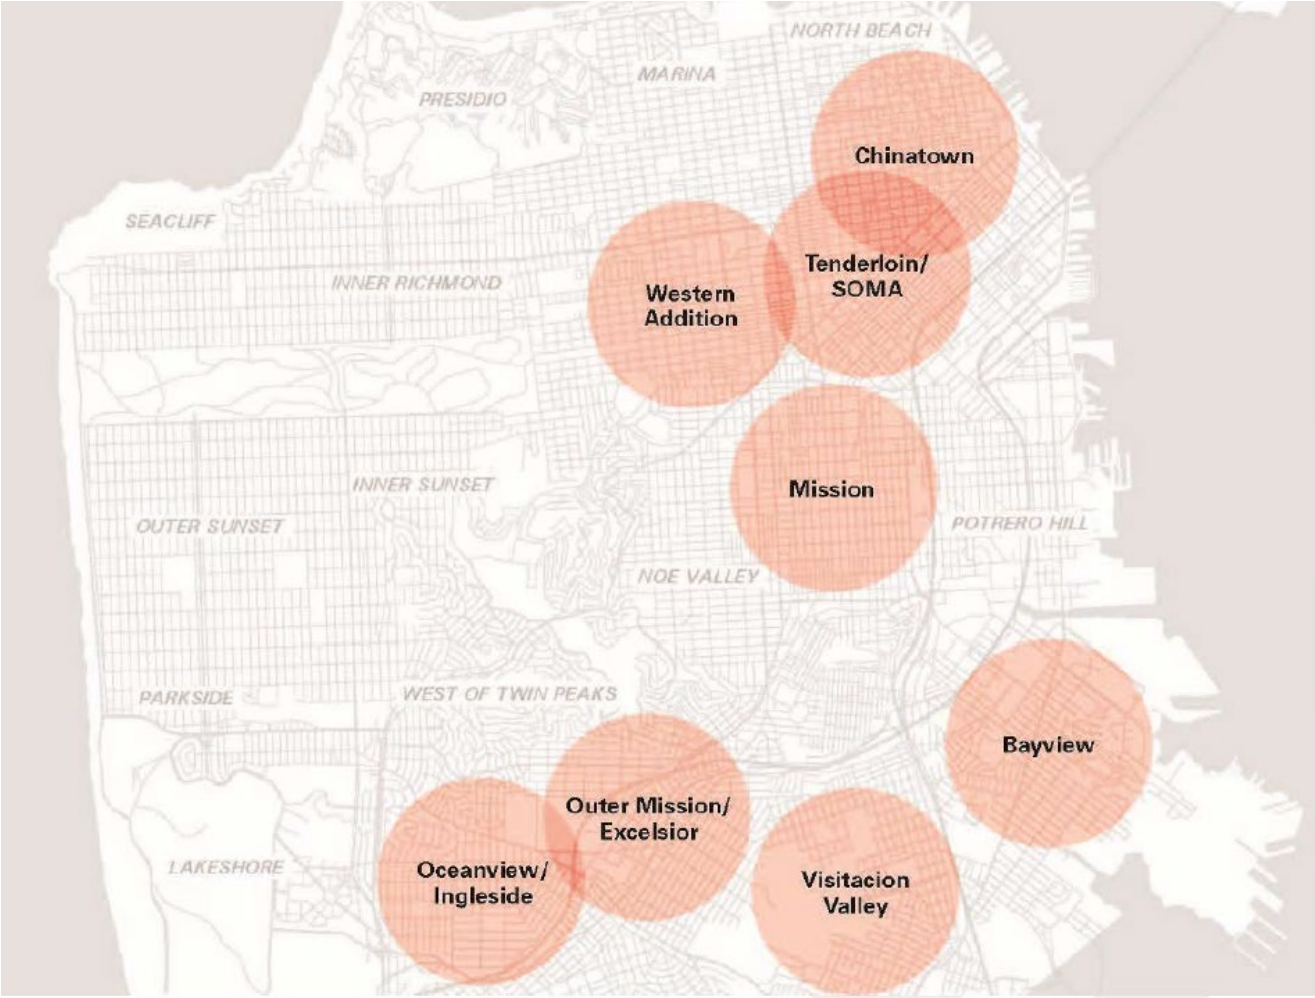 NORTH BEACH
MARINA
PRESIDIO
Chinatown
SEACLIFF
Tenderloin/
SOMA
INNER RICHMOND
Western
Addition
INNER SUNSET
Mission
OUTER SUNSET
POTRERO HILL
NOE VALLEY
PARKSIDE
WEST OF TWIN PEAKS
Bayview
Outer Mission/
Excelsior
LAKESHORE
Oceanview/
Ingleside
Visitacion
Valley